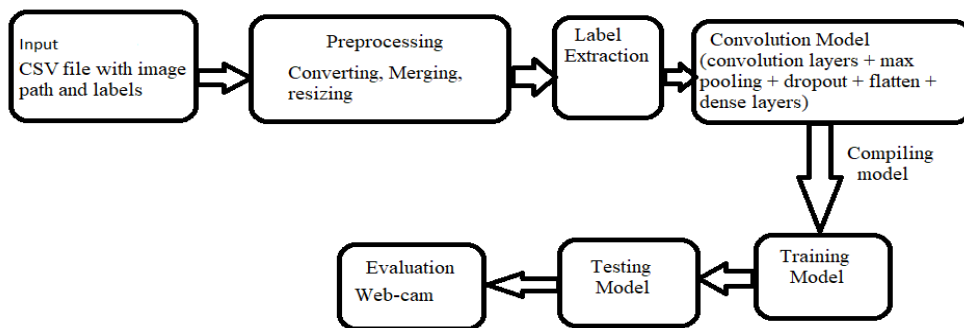 Input
CSV file with image
path and labels
Preprocessing
Converting, Merging,
resizing
Label
Extraction
Convolution Model
(convolution layers + max
pooling + dropout + flatten +
dense layers)
Compiling
model
Training
Model
Testing
Model
Evaluation
Web-cam